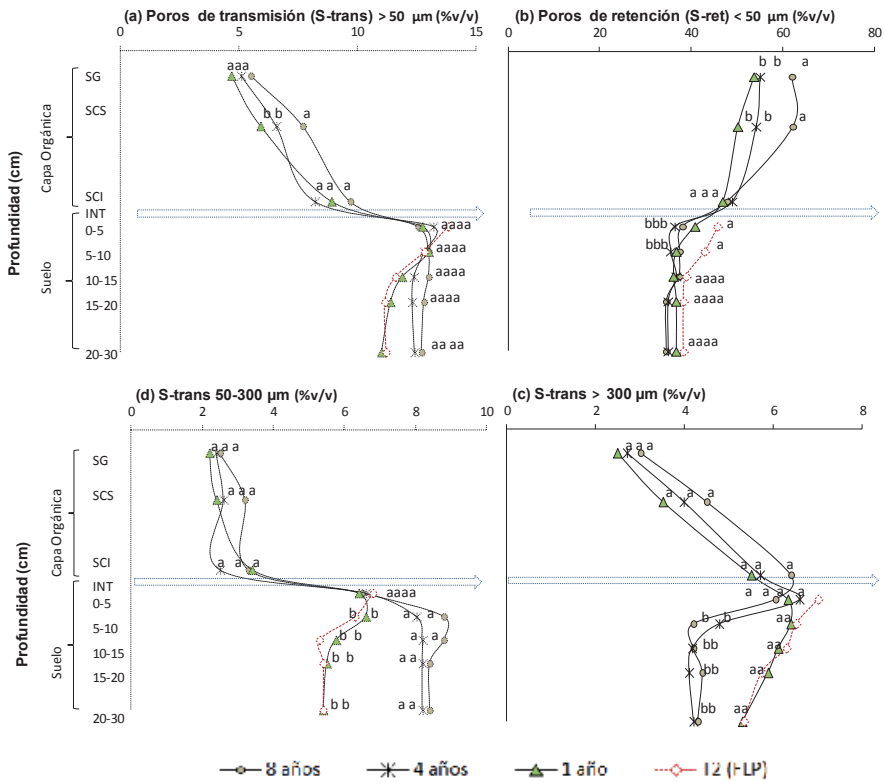 (a) Poros de transmisión (S-trans) > 50 µm (%v/v)
0 5 10 15
Profundidad (cm)
Capa Orgánica
Suelo
SG
SCS
SCI
INT
0-5
5-10
10-15
15-20
20-30
aaa
b b a
a a a
aaaa
aaaa
aaaa
aaaa
aa aa
(b) Poros de retención (S-ret) < 50 µm (%v/v)
0 20 40 60 80
b b a
b b a
a a a
bbb a
bbb a
aaaa
aaaa
aaaa
(d) S-trans 50-300 µm (%v/v)
0 2 4 6 8 10
Profundidad (cm)
Capa Orgánica
Suelo
SG
SCS
SCI
INT
0-5
5-10
10-15
15-20
20-30
a a a
a a a
a a a
aaaa
b b a a
b b a a
b b a a
b b a a
(c) S-trans > 300 µm (%v/v)
0 2 4 6 8
a a a
a a a
a a a
a a a a
b b aa
bb aa
bb aa
bb aa
8 años 4 años 1 año T2 (FLP)